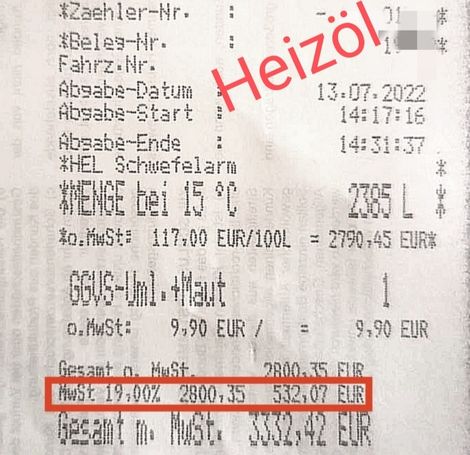 *Zaehler-Nr. : 01 *
*Beleg-Nr. : 19
Fahrz.Nr.
Heizöl
Abgabe-Datum : 13.07.2022
Abgabe-Start : 14:17:16
Abgabe-Ende : 14:31:37
*HEL Schwefelarm *
*MENGE bei 15 °C 2385 L *
*o.MwSt: 117,00 EUR/100L = 2790,45 EUR*
GGVS-Uml.+Maut 1
o.MwSt: 9,90 EUR / = 9,90 EUR
Gesamt o. MwSt. 2800,35 EUR
MwSt 19,00% 2800,35 532,07 EUR
Gesamt m. MwSt. 3332,42 EUR